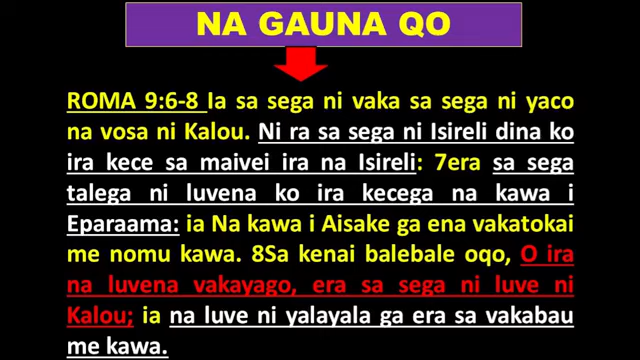 NA GAUNA QO
ROMA 9:6-8 Ia sa sega ni vaka sa sega ni yaco
na vosa ni Kalou. Ni ra sa sega ni Isireli dina ko
ira kece sa maivei ira na Isireli: 7era sa sega
talega ni luvena ko ira kecega na kawa i
Eparaama: ia Na kawa i Aisake ga ena vakatokai
me nomu kawa. 8Sa kenai balebale oqo, O ira
na luvena vakayago, era sa sega ni luve ni
Kalou; ia na luve ni yalayala ga era sa vakabau
me kawa.